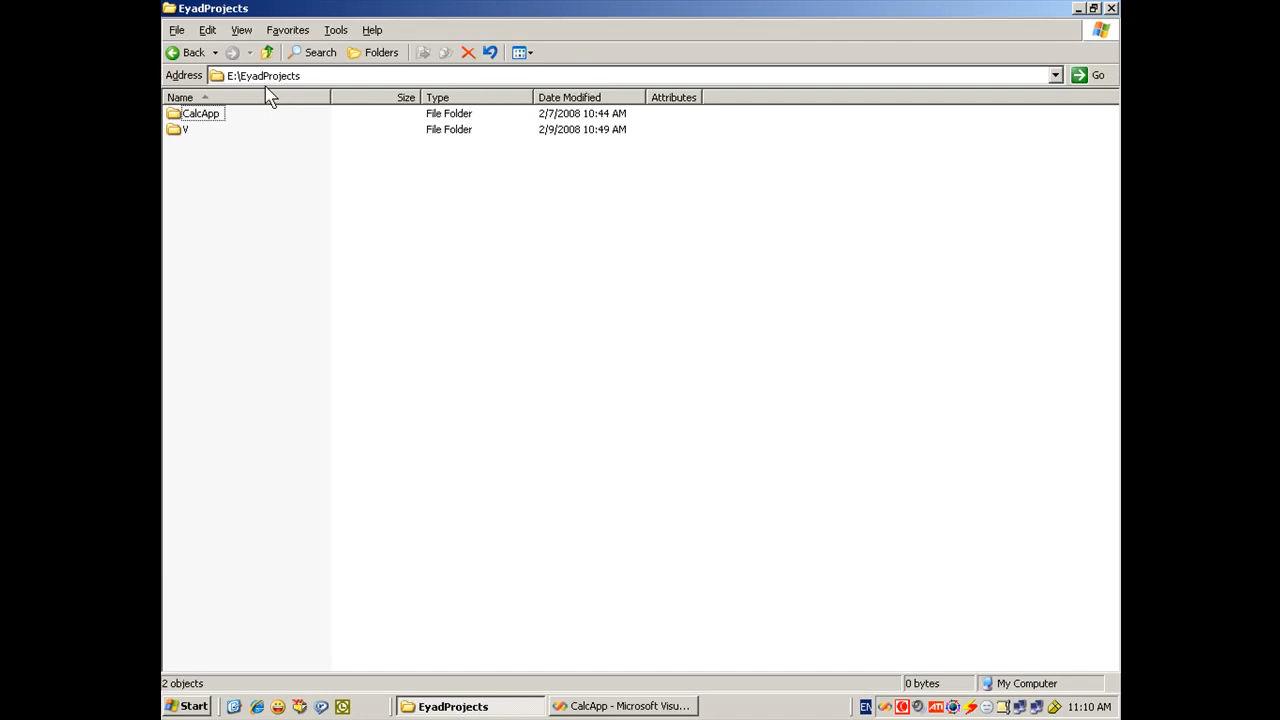 EyadProjects
File Edit View Favorites Tools Help
Back Search Folders
Address E:\EyadProjects Go
Name Size Type Date Modified Attributes
CalcApp File Folder 2/7/2008 10:44 AM
V File Folder 2/9/2008 10:49 AM
2 objects 0 bytes My Computer
Start EyadProjects CalcApp - Microsoft Visu... EN ATI 11:10 AM